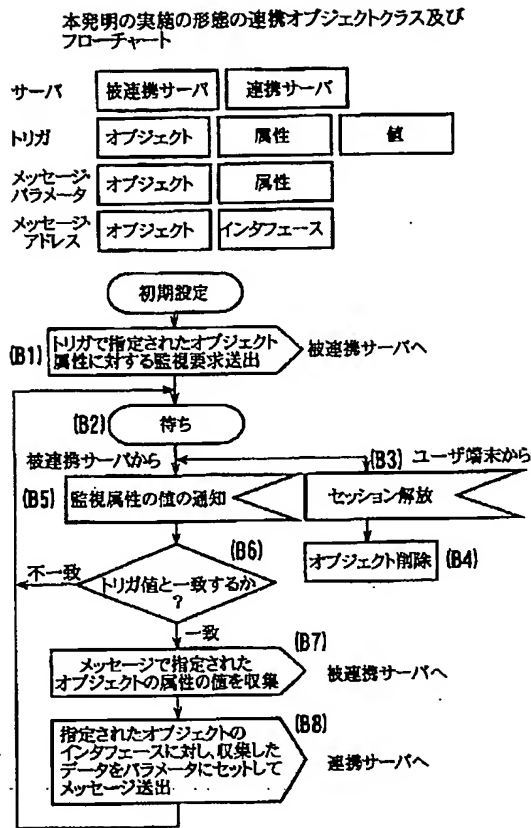 本発明の実施の形態の連携オブジェクトクラス及び
フローチャート
サーバ
被連携サーバ
連携サーバ
トリガ
オブジェクト
属性
値
メッセージ・
パラメータ
オブジェクト
属性
メッセージ・
アドレス
オブジェクト
インタフェース
初期設定
(B1)
トリガで指定されたオブジェクト
属性に対する監視要求送出
被連携サーバへ
(B2)
待ち
被連携サーバから
(B3)
ユーザ端末から
(B5)
監視属性の値の通知
セッション解放
(B6)
オブジェクト削除
(B4)
不一致
トリガ値と一致するか
?
一致
(B7)
メッセージで指定された
オブジェクトの属性の値を収集
被連携サーバへ
(B8)
指定されたオブジェクトの
インタフェースに対し、収集した
データをパラメータにセットして
メッセージ送出
連携サーバへ